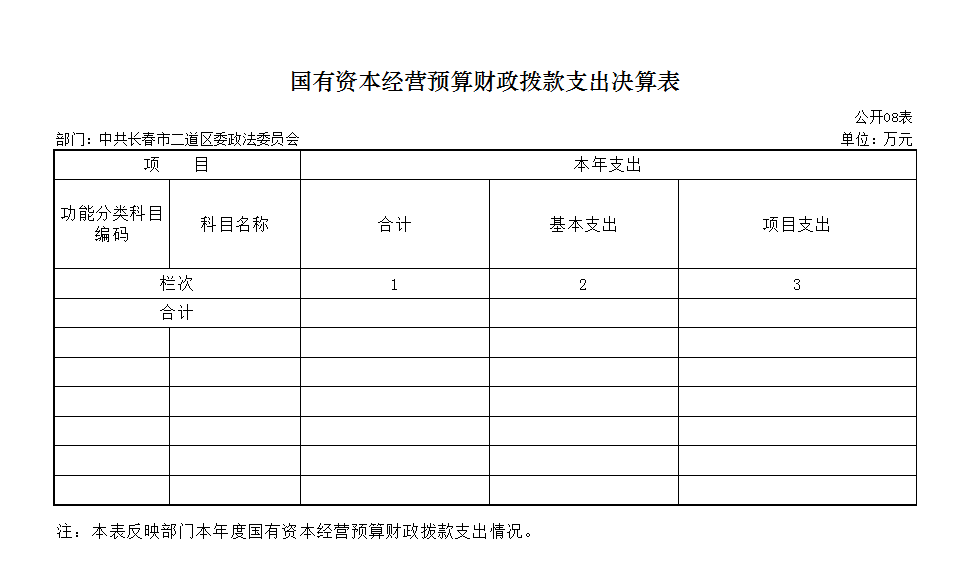 国有资本经营预算财政拨款支出决算表
公开08表
部门：中共长春市二道区委政法委员会 单位：万元
项 目 本年支出
功能分类科目
编码 科目名称 合计 基本支出 项目支出
栏次 1 2 3
合计
注：本表反映部门本年度国有资本经营预算财政拨款支出情况。